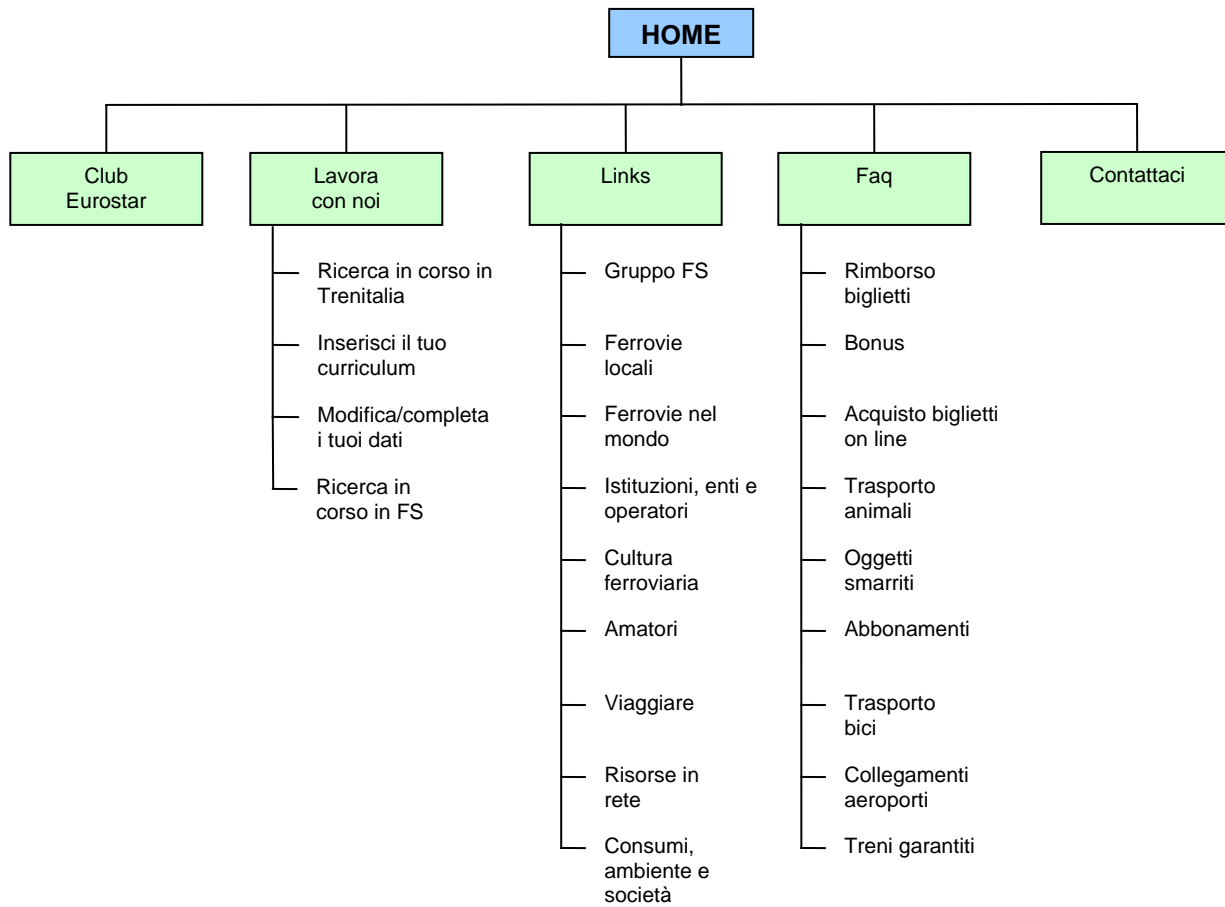 HOME
Club
Eurostar
Lavora
con noi
Links
Faq
Contattaci
Ricerca in corso in
Trenitalia
Inserisci il tuo
curriculum
Modifica/completa
i tuoi dati
Ricerca in
corso in FS
Gruppo FS
Ferrovie
locali
Ferrovie nel
mondo
Istituzioni, enti e
operatori
Cultura
ferroviaria
Amatori
Viaggiare
Risorse in
rete
Consumi,
ambiente e
società
Rimborso
biglietti
Bonus
Acquisto biglietti
on line
Trasporto
animali
Oggetti
smarriti
Abbonamenti
Trasporto
bici
Collegamenti
aeroporti
Treni garantiti